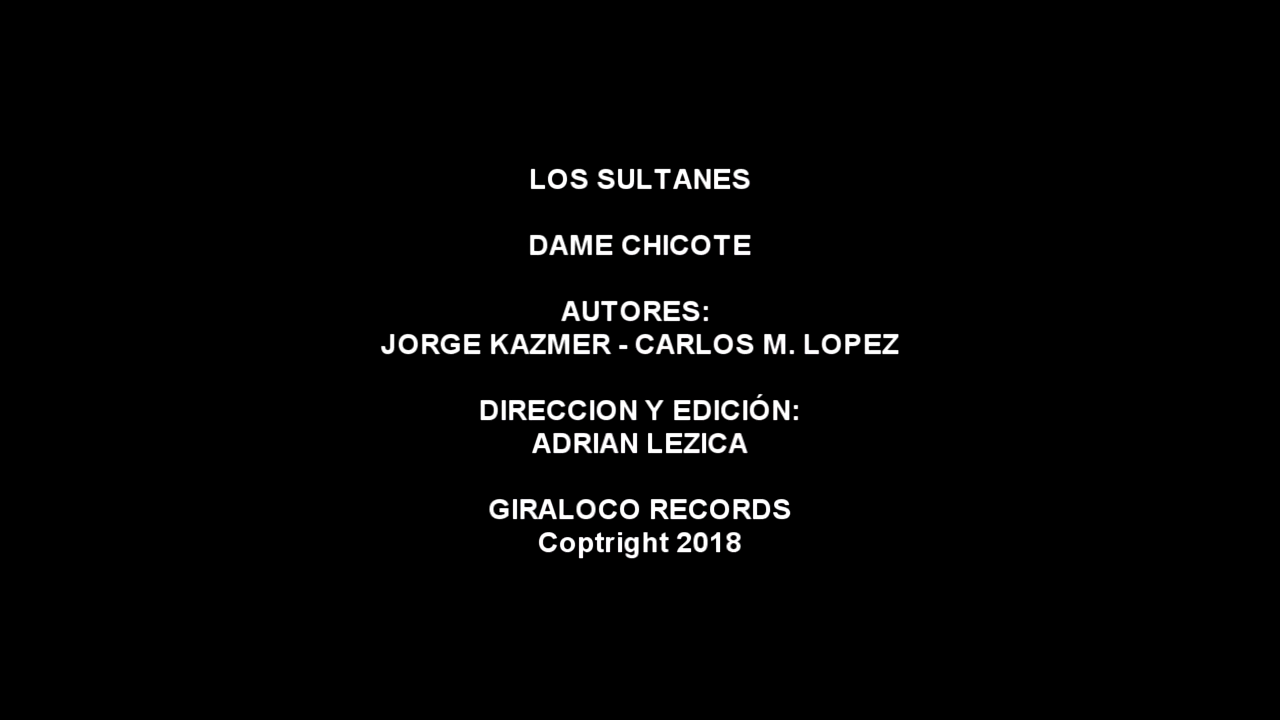 LOS SULTANES
DAME CHICOTE
AUTORES:
JORGE KAZMER - CARLOS M. LOPEZ
DIRECCION Y EDICIÓN:
ADRIAN LEZICA
GIRALOCO RECORDS
Coptright 2018